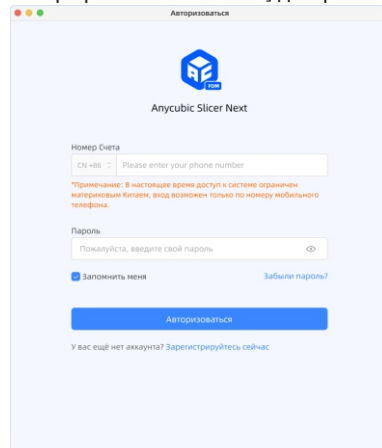 Авторизоваться
FDM
Anycubic Slicer Next
Номер Счета
CN +86 Please enter your phone number
*Примечание: В настоящее время доступ к системе ограничен
материковым Китаем, вход возможен только по номеру мобильного
телефона.
Пароль
Пожалуйста, введите свой пароль
Запомнить меня Забыли пароль?
Авторизоваться
У вас ещё нет аккаунта? Зарегистрируйтесь сейчас